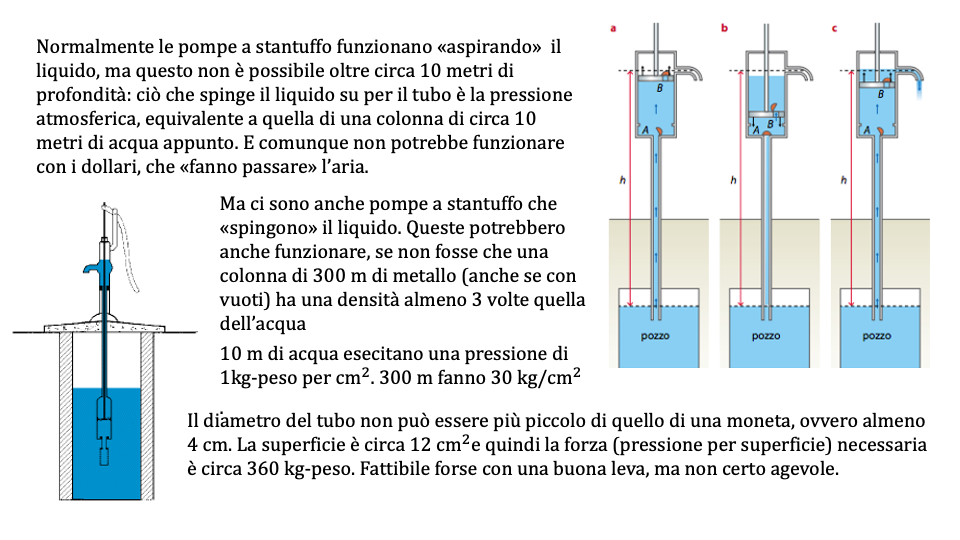 Normalmente le pompe a stantuffo funzionano «aspirando» il
liquido, ma questo non è possibile oltre circa 10 metri di
profondità: ciò che spinge il liquido su per il tubo è la pressione
atmosferica, equivalente a quella di una colonna di circa 10
metri di acqua appunto. E comunque non potrebbe funzionare
con i dollari, che «fanno passare» l'aria.
Ma ci sono anche pompe a stantuffo che
«spingono» il liquido. Queste potrebbero
anche funzionare, se non fosse che una
colonna di 300 m di metallo (anche se con
vuoti) ha una densità almeno 3 volte quella
dell'acqua
10 m di acqua esecitano una pressione di
1kg-peso per cm². 300 m fanno 30 kg/cm²
Il diametro del tubo non può essere più piccolo di quello di una moneta, ovvero almeno
4 cm. La superficie è circa 12 cm²e quindi la forza (pressione per superficie) necessaria
è circa 360 kg-peso. Fattibile forse con una buona leva, ma non certo agevole.
a
B
A
h
pozzo
b
A B
h
pozzo
c
B
A
h
pozzo